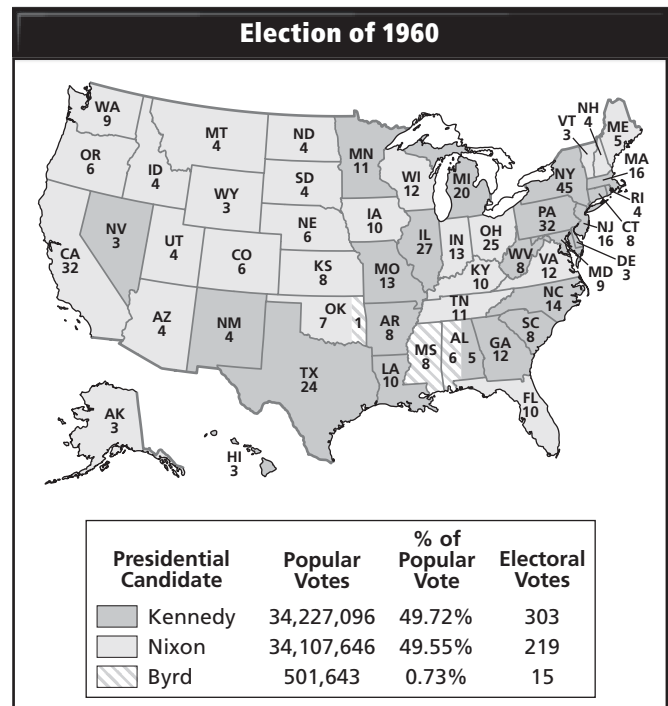 Election of 1960
WA
9
OR
6
CA
32
NV
3
ID
4
MT
4
WY
3
UT
4
AZ
4
CO
6
NM
4
ND
4
SD
4
NE
6
KS
8
OK
7
1
TX
24
MN
11
IA
10
MO
13
AR
8
LA
10
WI
12
IL
27
MI
20
IN
13
OH
25
KY
10
TN
11
MS
8
AL
6
5
GA
12
FL
10
SC
8
NC
14
VA
12
WV
8
PA
32
NY
45
VT
3
NH
4
ME
5
MA
16
RI
4
CT
8
NJ
16
DE
3
MD
9
AK
3
HI
3
Presidential Candidate
Popular Votes
% of Popular Vote
Electoral Votes
Kennedy 34,227,096 49.72% 303
Nixon 34,107,646 49.55% 219
Byrd 501,643 0.73% 15